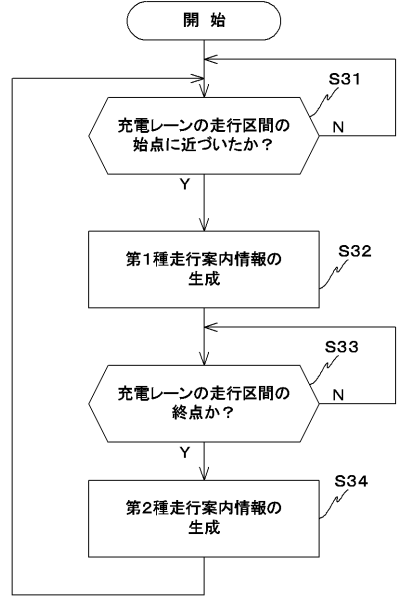 開 始
S31
充電レーンの走行区間の
始点に近づいたか？
N
Y
S32
第１種走行案内情報の
生成
S33
充電レーンの走行区間の
終点か？
N
Y
S34
第２種走行案内情報の
生成